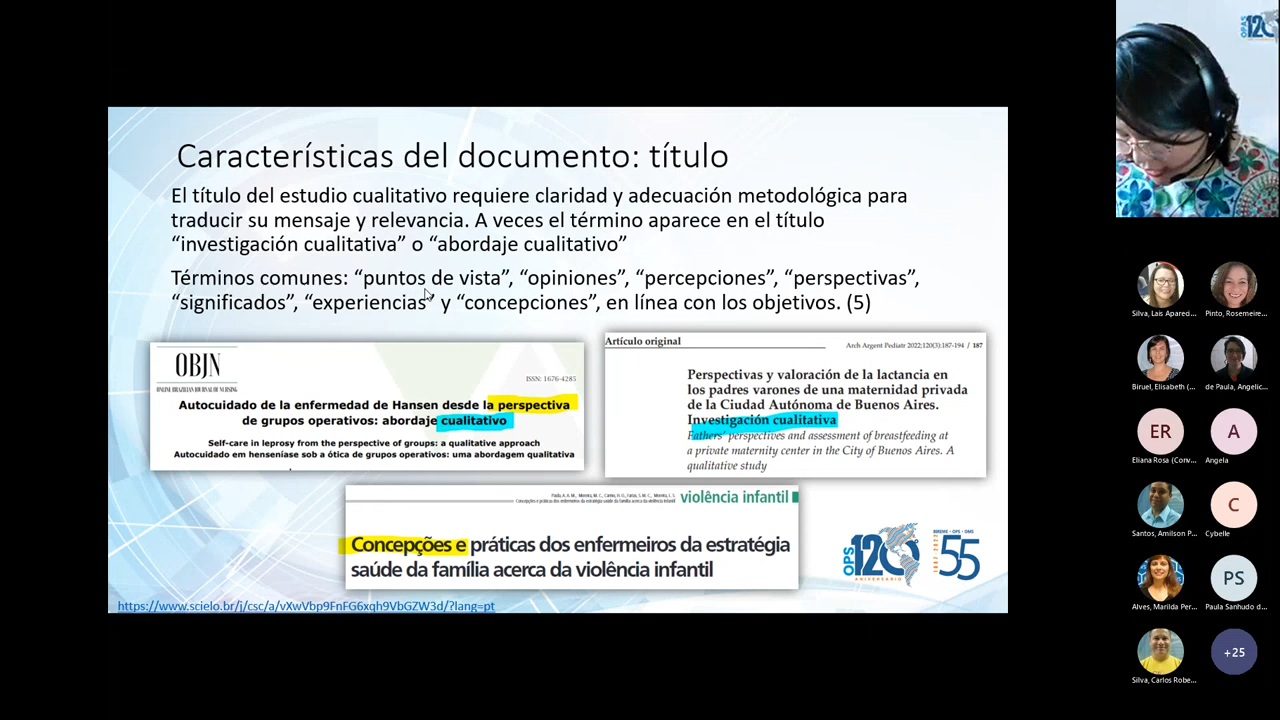 Características del documento: título
El título del estudio cualitativo requiere claridad y adecuación metodológica para
traducir su mensaje y relevancia. A veces el término aparece en el título
“investigación cualitativa” o “abordaje cualitativo”
Términos comunes: “puntos de vista”, “opiniones”, “percepciones”, “perspectivas”,
“significados”, “experiencias” y “concepciones”, en línea con los objetivos. (5)
OBJN
ONLINE BRAZILIAN JOURNAL OF NURSING
ISSN: 1676-4285
Autocuidado de la enfermedad de Hansen desde la perspectiva
de grupos operativos: abordaje cualitativo
Self-care in leprosy from the perspective of groups: a qualitative approach
Autocuidado em henseníase sob a ótica de grupos operativos: uma abordagem qualitativa
Artículo original
Arch Argent Pediatr 2022;120(3):187-194 / 187
Perspectivas y valoración de la lactancia en
los padres varones de una maternidad privada
de la Ciudad Autónoma de Buenos Aires.
Investigación cualitativa
Fathers' perspectives and assessment of breastfeeding at
a private maternity center in the City of Buenos Aires. A
qualitative study
violência infantil
Concepções e práticas dos enfermeiros da estratégia
saúde da família acerca da violência infantil
OPS
120
ANIVERSARIO
BIREME • OPS • OMS
55
https://www.scielo.br/j/csc/a/vXwVbp9FnFG6xqh9VbGZW3d/?lang=pt
OPAS
120
Silva, Lais Apared...
Pinto, Rosemeire...
Biruel, Elisabeth (...
de Paula, Angelic...
ER
A
Eliana Rosa (Conv...
Angela
C
Santos, Amilson P...
Cybelle
PS
Alves, Marilda Per...
Paula Sanhudo d...
+25
Silva, Carlos Robe...